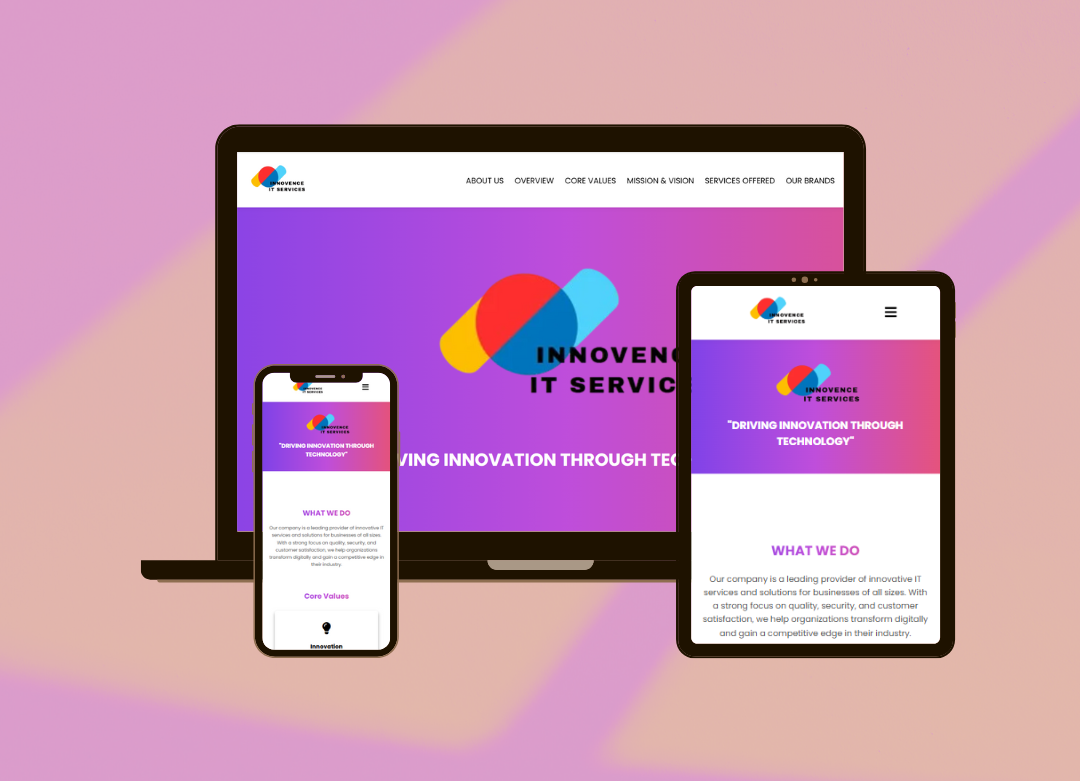 INNOVENCE
IT SERVICES
ABOUT US OVERVIEW CORE VALUES MISSION & VISION SERVICES OFFERED OUR BRANDS
INNOVENC
IT SERVIC
VING INNOVATION THROUGH TEC
INNOVENCE
IT SERVICES
INNOVENCE
IT SERVICES
"DRIVING INNOVATION THROUGH
TECHNOLOGY"
WHAT WE DO
Our company is a leading provider of innovative IT
services and solutions for businesses of all sizes.
With a strong focus on quality, security, and
customer satisfaction, we help organizations
transform digitally and gain a competitive edge in
their industry.
Core Values
Innovation
INNOVENCE
IT SERVICES
INNOVENCE
IT SERVICES
"DRIVING INNOVATION THROUGH
TECHNOLOGY"
WHAT WE DO
Our company is a leading provider of innovative IT
services and solutions for businesses of all sizes. With
a strong focus on quality, security, and customer
satisfaction, we help organizations transform digitally
and gain a competitive edge in their industry.